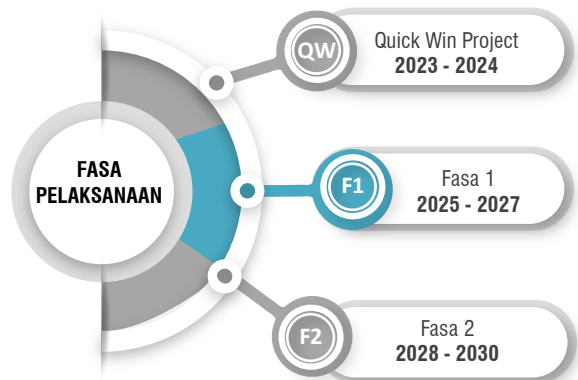 FASA
PELAKSANAAN
QW
Quick Win Project
2023 - 2024
F1
Fasa 1
2025 - 2027
F2
Fasa 2
2028 - 2030